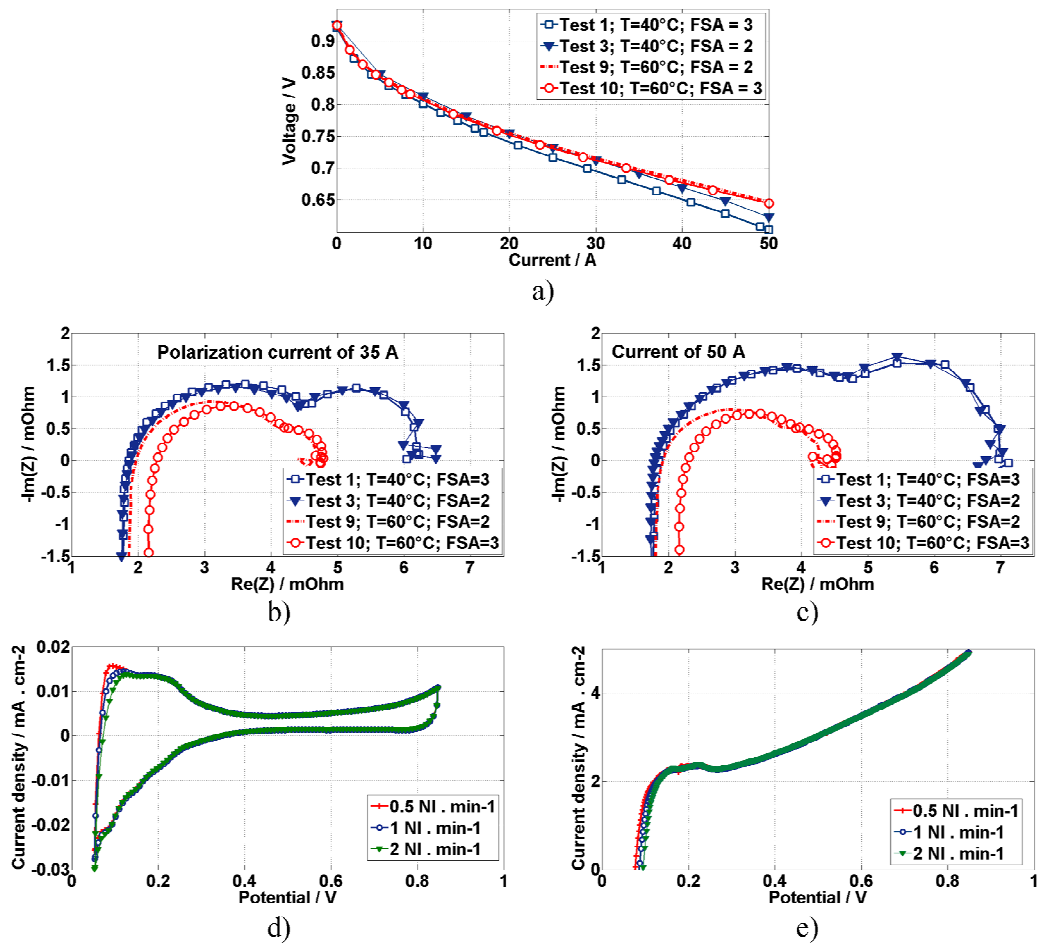 0.9
0.85
0.8
0.75
0.7
0.65
Voltage / V
Test 1; T=40°C; FSA = 3
Test 3; T=40°C; FSA = 2
Test 9; T=60°C; FSA = 2
Test 10; T=60°C; FSA = 3
0 10 20 30 40 50
Current / A
a)
2
1.5
1
0.5
0
-0.5
-1
-1.5
-Im(Z) / mOhm
Polarization current of 35 A
Test 1; T=40°C; FSA=3
Test 3; T=40°C; FSA=2
Test 9; T=60°C; FSA=2
Test 10; T=60°C; FSA=3
1 2 3 4 5 6 7
Re(Z) / mOhm
b)
2
1.5
1
0.5
0
-0.5
-1
-1.5
-Im(Z) / mOhm
Current of 50 A
Test 1; T=40°C; FSA=3
Test 3; T=40°C; FSA=2
Test 9; T=60°C; FSA=2
Test 10; T=60°C; FSA=3
1 2 3 4 5 6 7
Re(Z) / mOhm
c)
0.02
0.01
0
-0.01
-0.02
-0.03
Current density / mA . cm-2
0.5 Nl . min-1
1 Nl . min-1
2 Nl . min-1
0 0.2 0.4 0.6 0.8 1
Potential / V
d)
4
2
0
Current density / mA . cm-2
0.5 Nl . min-1
1 Nl . min-1
2 Nl . min-1
0 0.2 0.4 0.6 0.8 1
Potential / V
e)